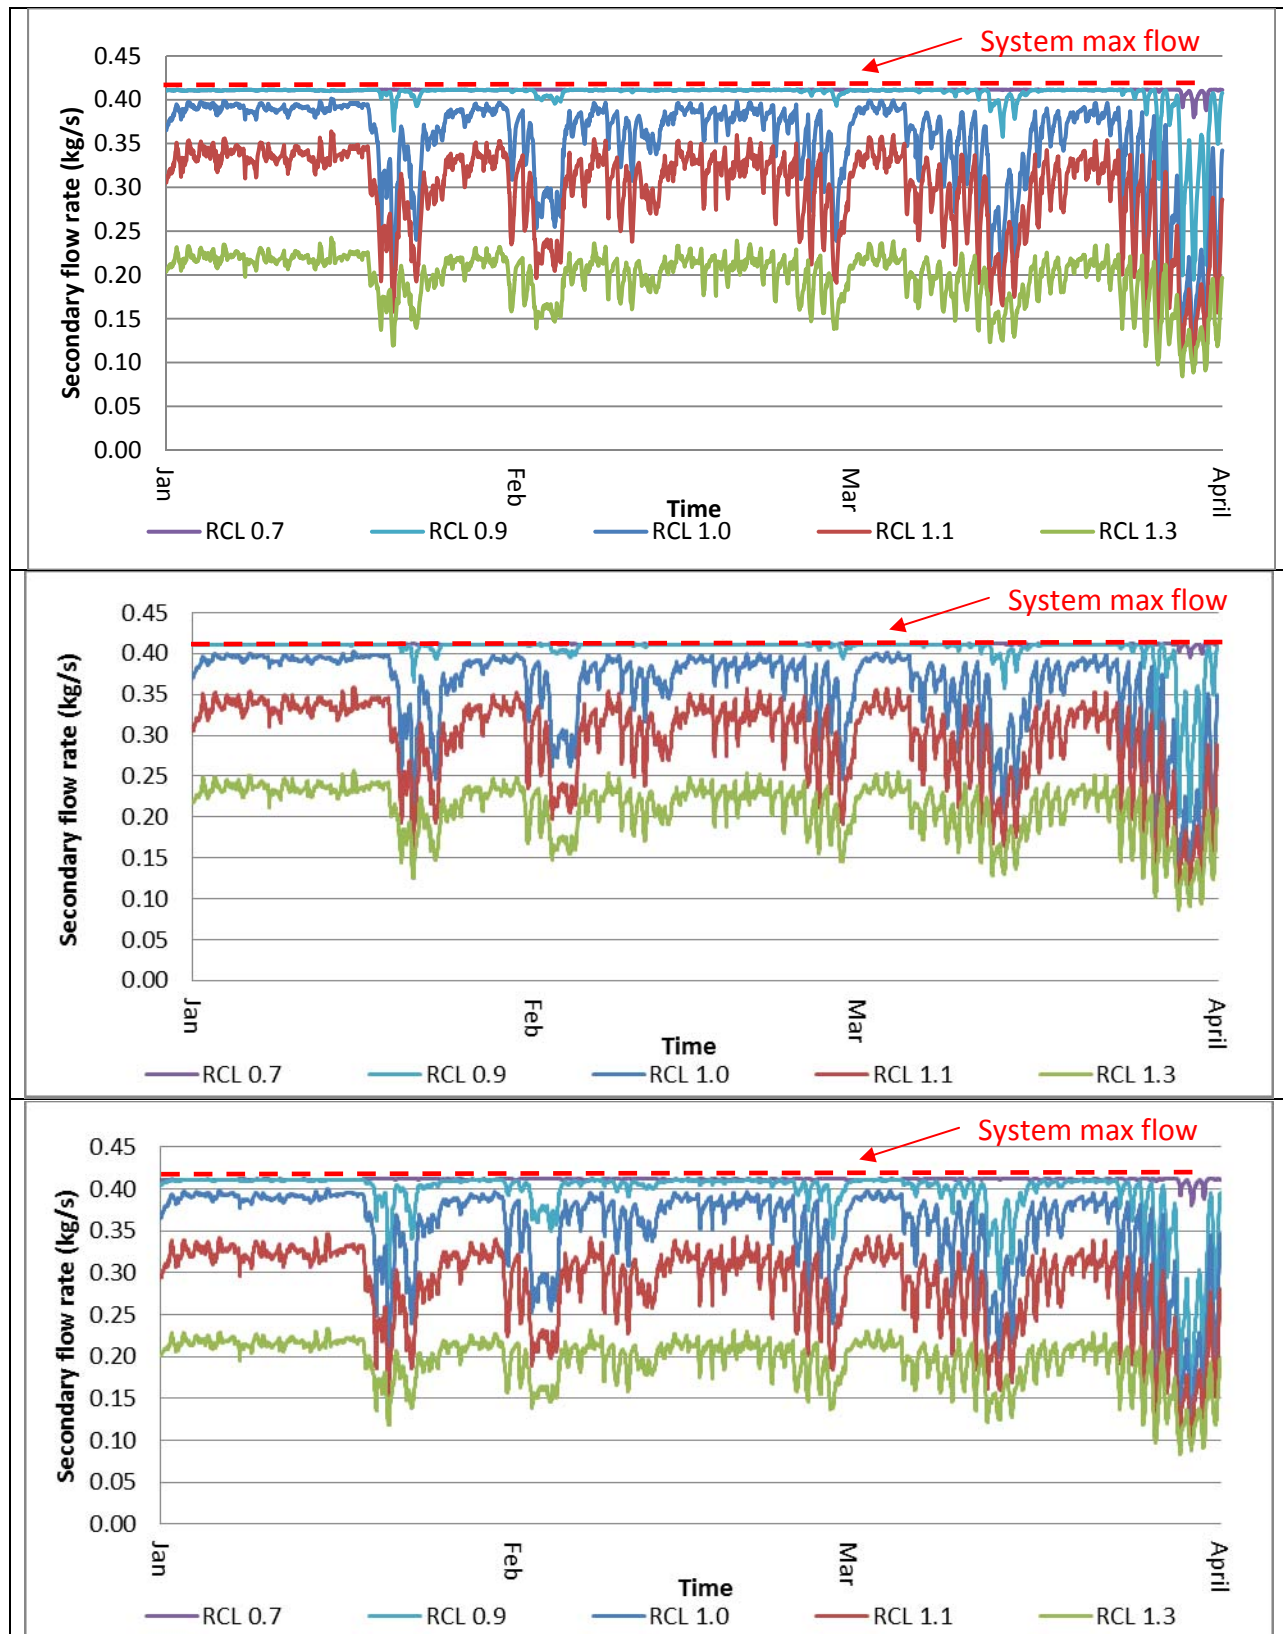 System max flow
0.45
0.40
0.35
0.30
0.25
0.20
0.15
0.10
0.05
0.00
Secondary flow rate (kg/s)
Jan
Feb
Mar
April
Time
RCL 0.7 RCL 0.9 RCL 1.0 RCL 1.1 RCL 1.3
System max flow
0.45
0.40
0.35
0.30
0.25
0.20
0.15
0.10
0.05
0.00
Secondary flow rate (kg/s)
Jan
Feb
Mar
April
Time
RCL 0.7 RCL 0.9 RCL 1.0 RCL 1.1 RCL 1.3
System max flow
0.45
0.40
0.35
0.30
0.25
0.20
0.15
0.10
0.05
0.00
Secondary flow rate (kg/s)
Jan
Feb
Mar
April
Time
RCL 0.7 RCL 0.9 RCL 1.0 RCL 1.1 RCL 1.3